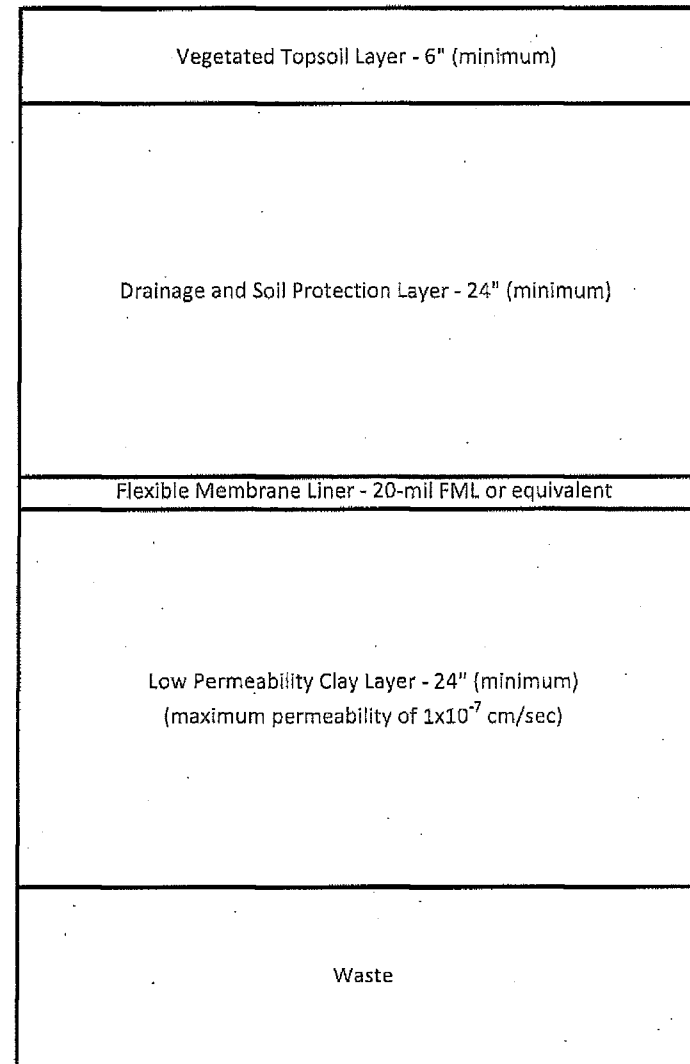 Vegetated Topsoil Layer - 6" (minimum)
Drainage and Soil Protection Layer - 24" (minimum)
Flexible Membrane Liner - 20-mil FML or equivalent
Low Permeability Clay Layer - 24" (minimum)
(maximum permeability of 1x10⁻⁷ cm/sec)
Waste